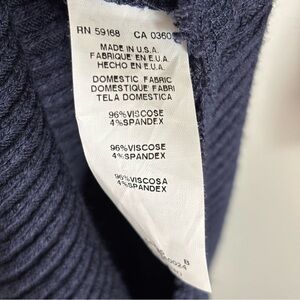 RN 59168 CA 0360
MADE IN U.S.A.
FABRIQUE EN E.U.A.
HECHO EN E.U.A.
DOMESTIC FABRIC
DOMESTIQUE FABRI
TELA DOMESTICA
96%VISCOSE
4%SPANDEX
96%VISCOSE
4%SPANDEX
96%VISCOSA
4%SPANDEX
B